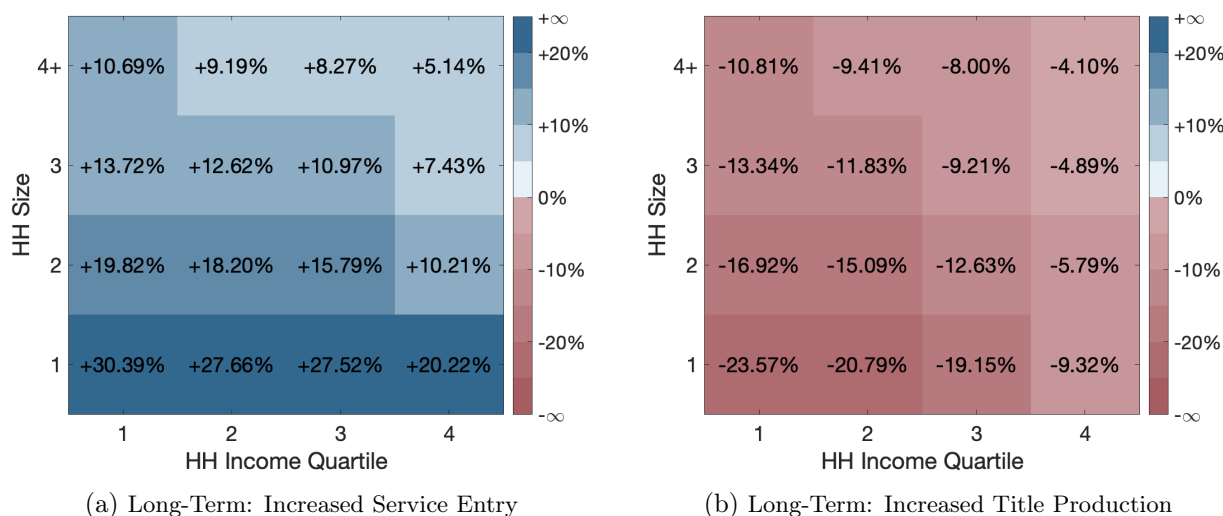 +∞
+20%
+10%
0%
-10%
-20%
-∞
4+
3
2
1
HH Size
+10.69% +9.19% +8.27% +5.14%
+13.72% +12.62% +10.97% +7.43%
+19.82% +18.20% +15.79% +10.21%
+30.39% +27.66% +27.52% +20.22%
1 2 3 4
HH Income Quartile
(a) Long-Term: Increased Service Entry
+∞
+20%
+10%
0%
-10%
-20%
-∞
4+
3
2
1
HH Size
-10.81% -9.41% -8.00% -4.10%
-13.34% -11.83% -9.21% -4.89%
-16.92% -15.09% -12.63% -5.79%
-23.57% -20.79% -19.15% -9.32%
1 2 3 4
HH Income Quartile
(b) Long-Term: Increased Title Production